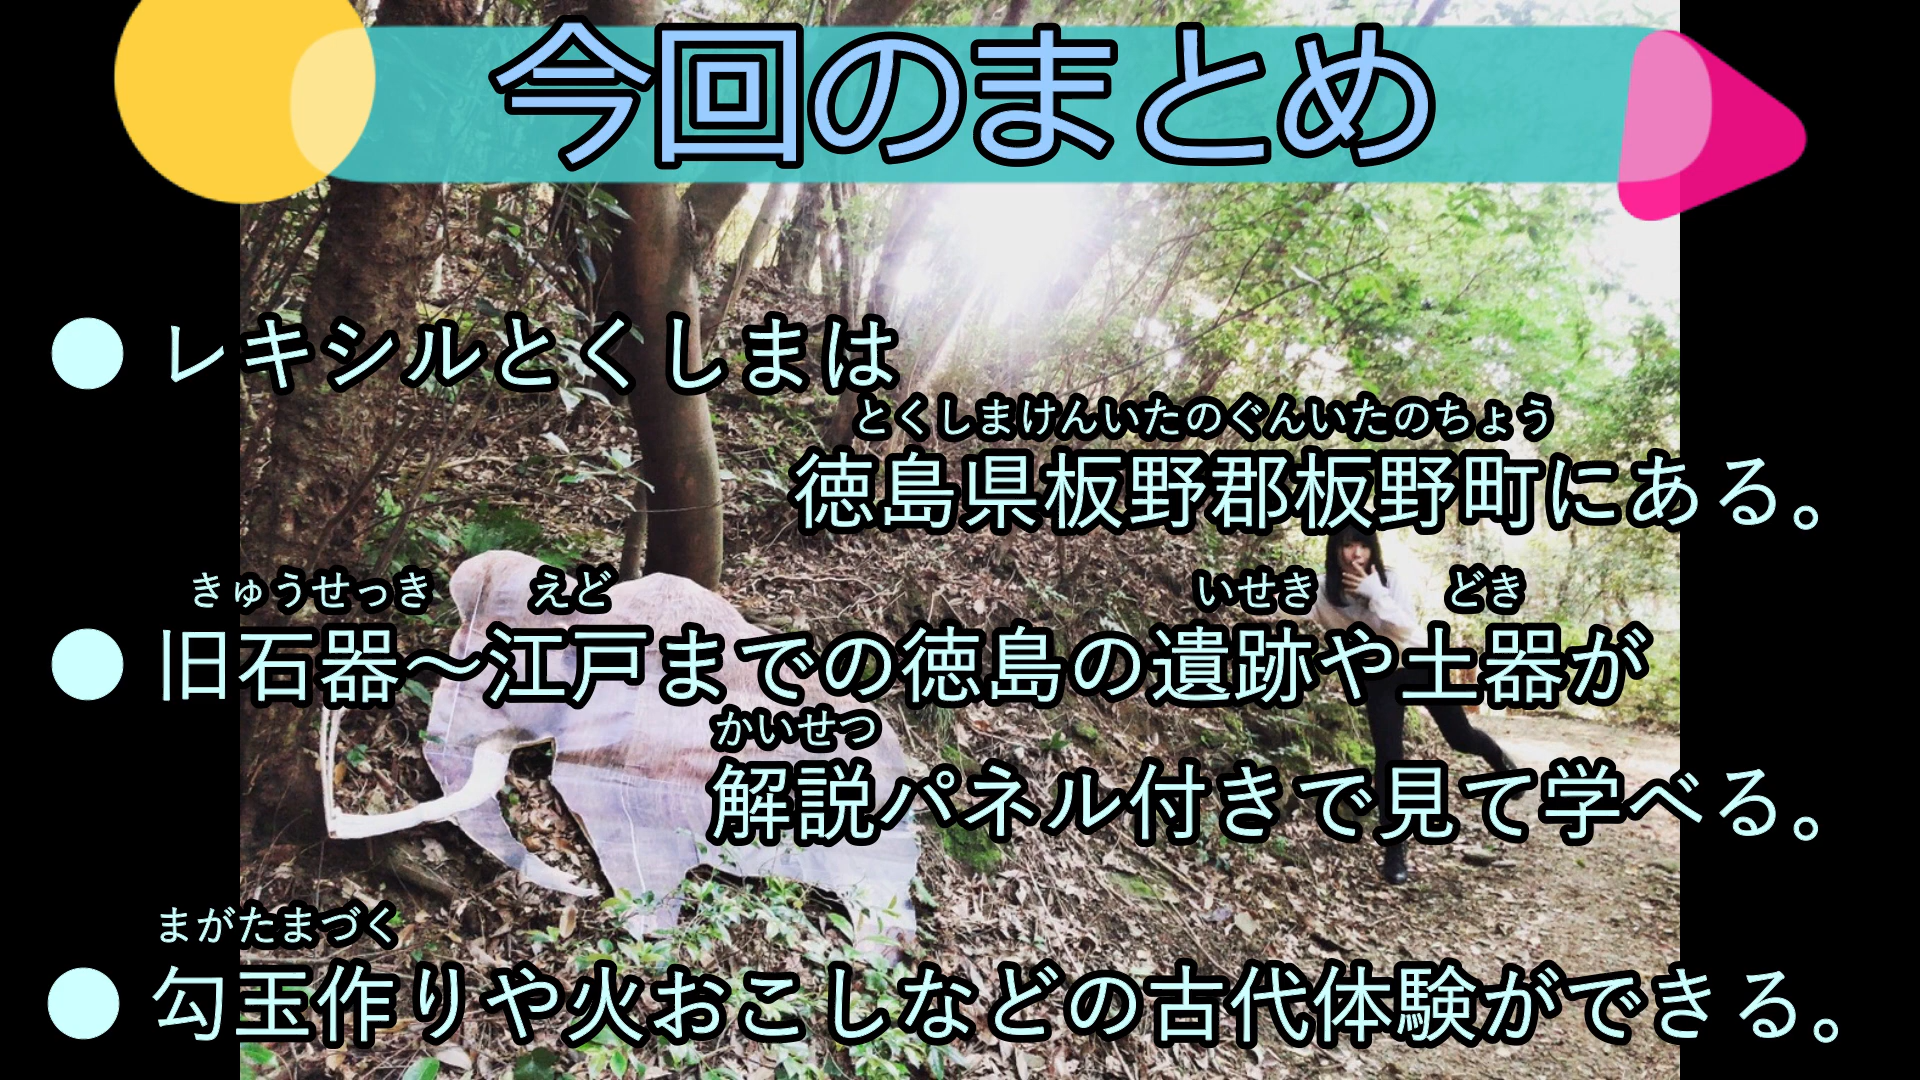 今回のまとめ
● レキシルとくしまは
とくしまけんいたのぐんいたのちょう
徳島県板野郡板野町にある。
きゅうせっき えど いせき どき
● 旧石器～江戸までの徳島の遺跡や土器が
かいせつ
解説パネル付きで見て学べる。
まがたまづく
● 勾玉作りや火おこしなどの古代体験ができる。